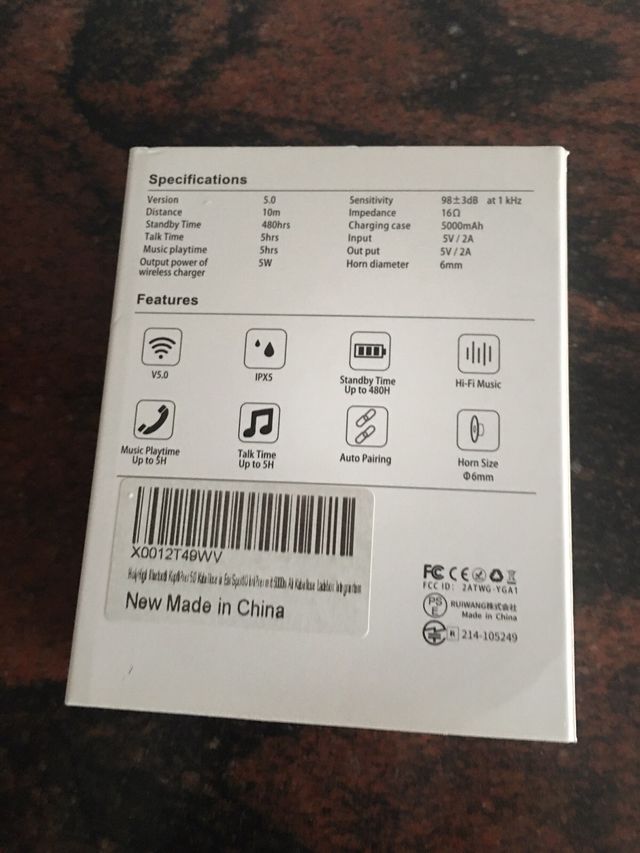 Specifications
Version 5.0 Sensitivity 98±3dB at 1 kHz
Distance 10m Impedance 16Ω
Standby Time 480hrs Charging case 5000mAh
Talk Time 5hrs Input 5V / 2A
Music playtime 5hrs Out put 5V / 2A
Output power of 5W Horn diameter 6mm
wireless charger
Features
V5.0 IPX5 Standby Time Hi-Fi Music
Up to 480H
Music Playtime Talk Time Auto Pairing Horn Size
Up to 5H Up to 5H Φ6mm
X0012T49WV
New Made in China
FC CE
FCC ID: 2ATWG-YGA1
PS
E
RUIWANG株式会社
Made in China
R 214-105249